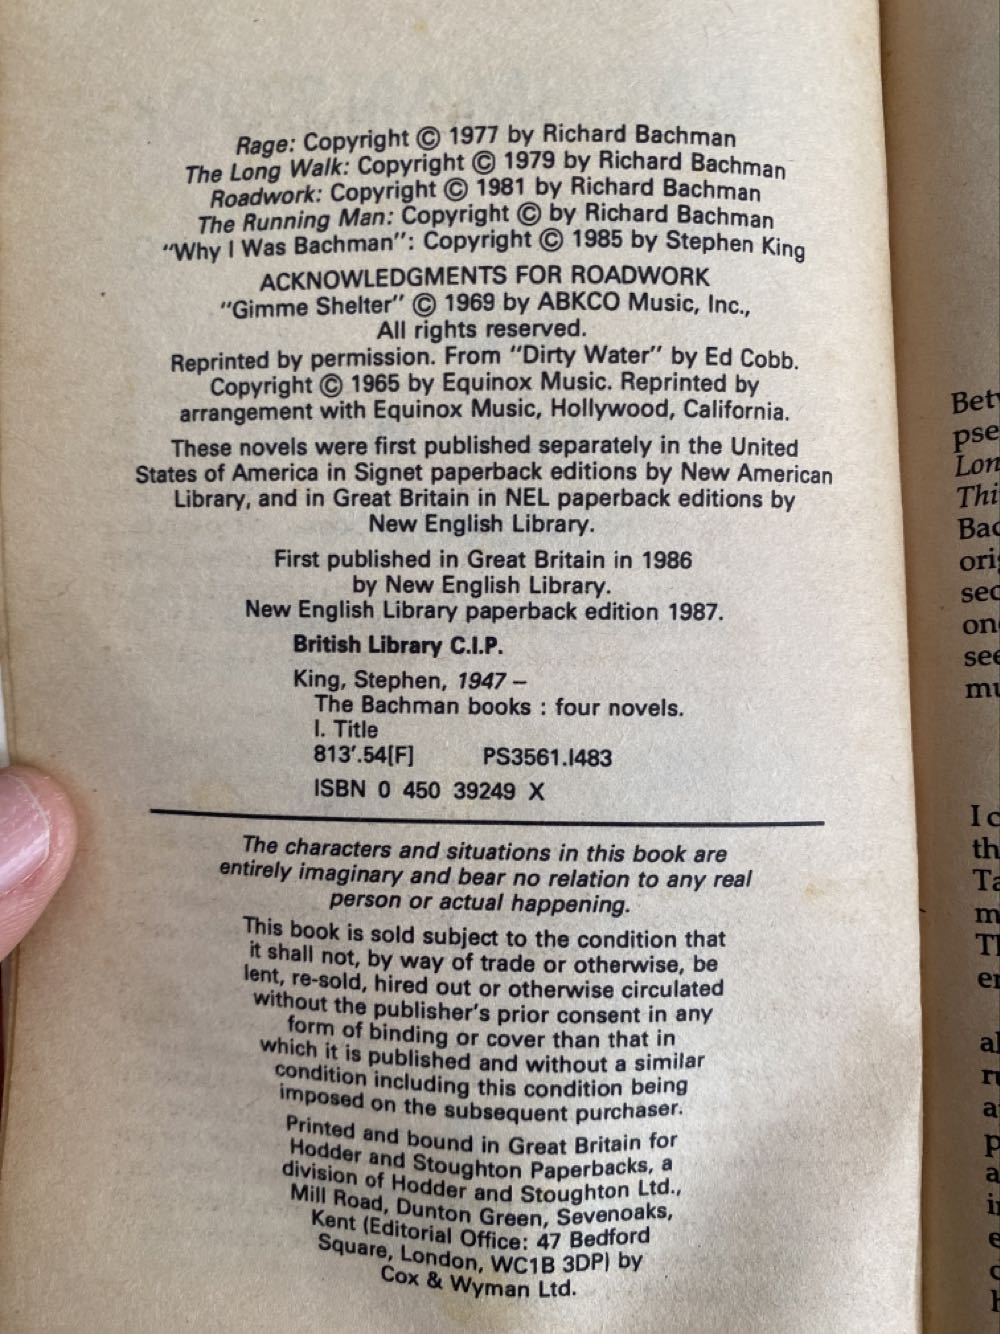 Rage: Copyright © 1977 by Richard Bachman
The Long Walk: Copyright © 1979 by Richard Bachman
Roadwork: Copyright © 1981 by Richard Bachman
The Running Man: Copyright © by Richard Bachman
"Why I Was Bachman": Copyright © 1985 by Stephen King
ACKNOWLEDGMENTS FOR ROADWORK
"Gimme Shelter" © 1969 by ABKCO Music, Inc.,
All rights reserved.
Reprinted by permission. From "Dirty Water" by Ed Cobb.
Copyright © 1965 by Equinox Music. Reprinted by
arrangement with Equinox Music, Hollywood, California.
These novels were first published separately in the United
States of America in Signet paperback editions by New American
Library, and in Great Britain in NEL paperback editions by
New English Library.
First published in Great Britain in 1986
by New English Library.
New English Library paperback edition 1987.
British Library C.I.P.
King, Stephen, 1947 –
The Bachman books : four novels.
I. Title
813'.54[F] PS3561.I483
ISBN 0 450 39249 X
The characters and situations in this book are
entirely imaginary and bear no relation to any real
person or actual happening.
This book is sold subject to the condition that
it shall not, by way of trade or otherwise, be
lent, re-sold, hired out or otherwise circulated
without the publisher's prior consent in any
form of binding or cover than that in
which it is published and without a similar
condition including this condition being
imposed on the subsequent purchaser.
Printed and bound in Great Britain for
Hodder and Stoughton Paperbacks, a
division of Hodder and Stoughton Ltd.,
Mill Road, Dunton Green, Sevenoaks,
Kent (Editorial Office: 47 Bedford
Square, London, WC1B 3DP) by
Cox & Wyman Ltd.